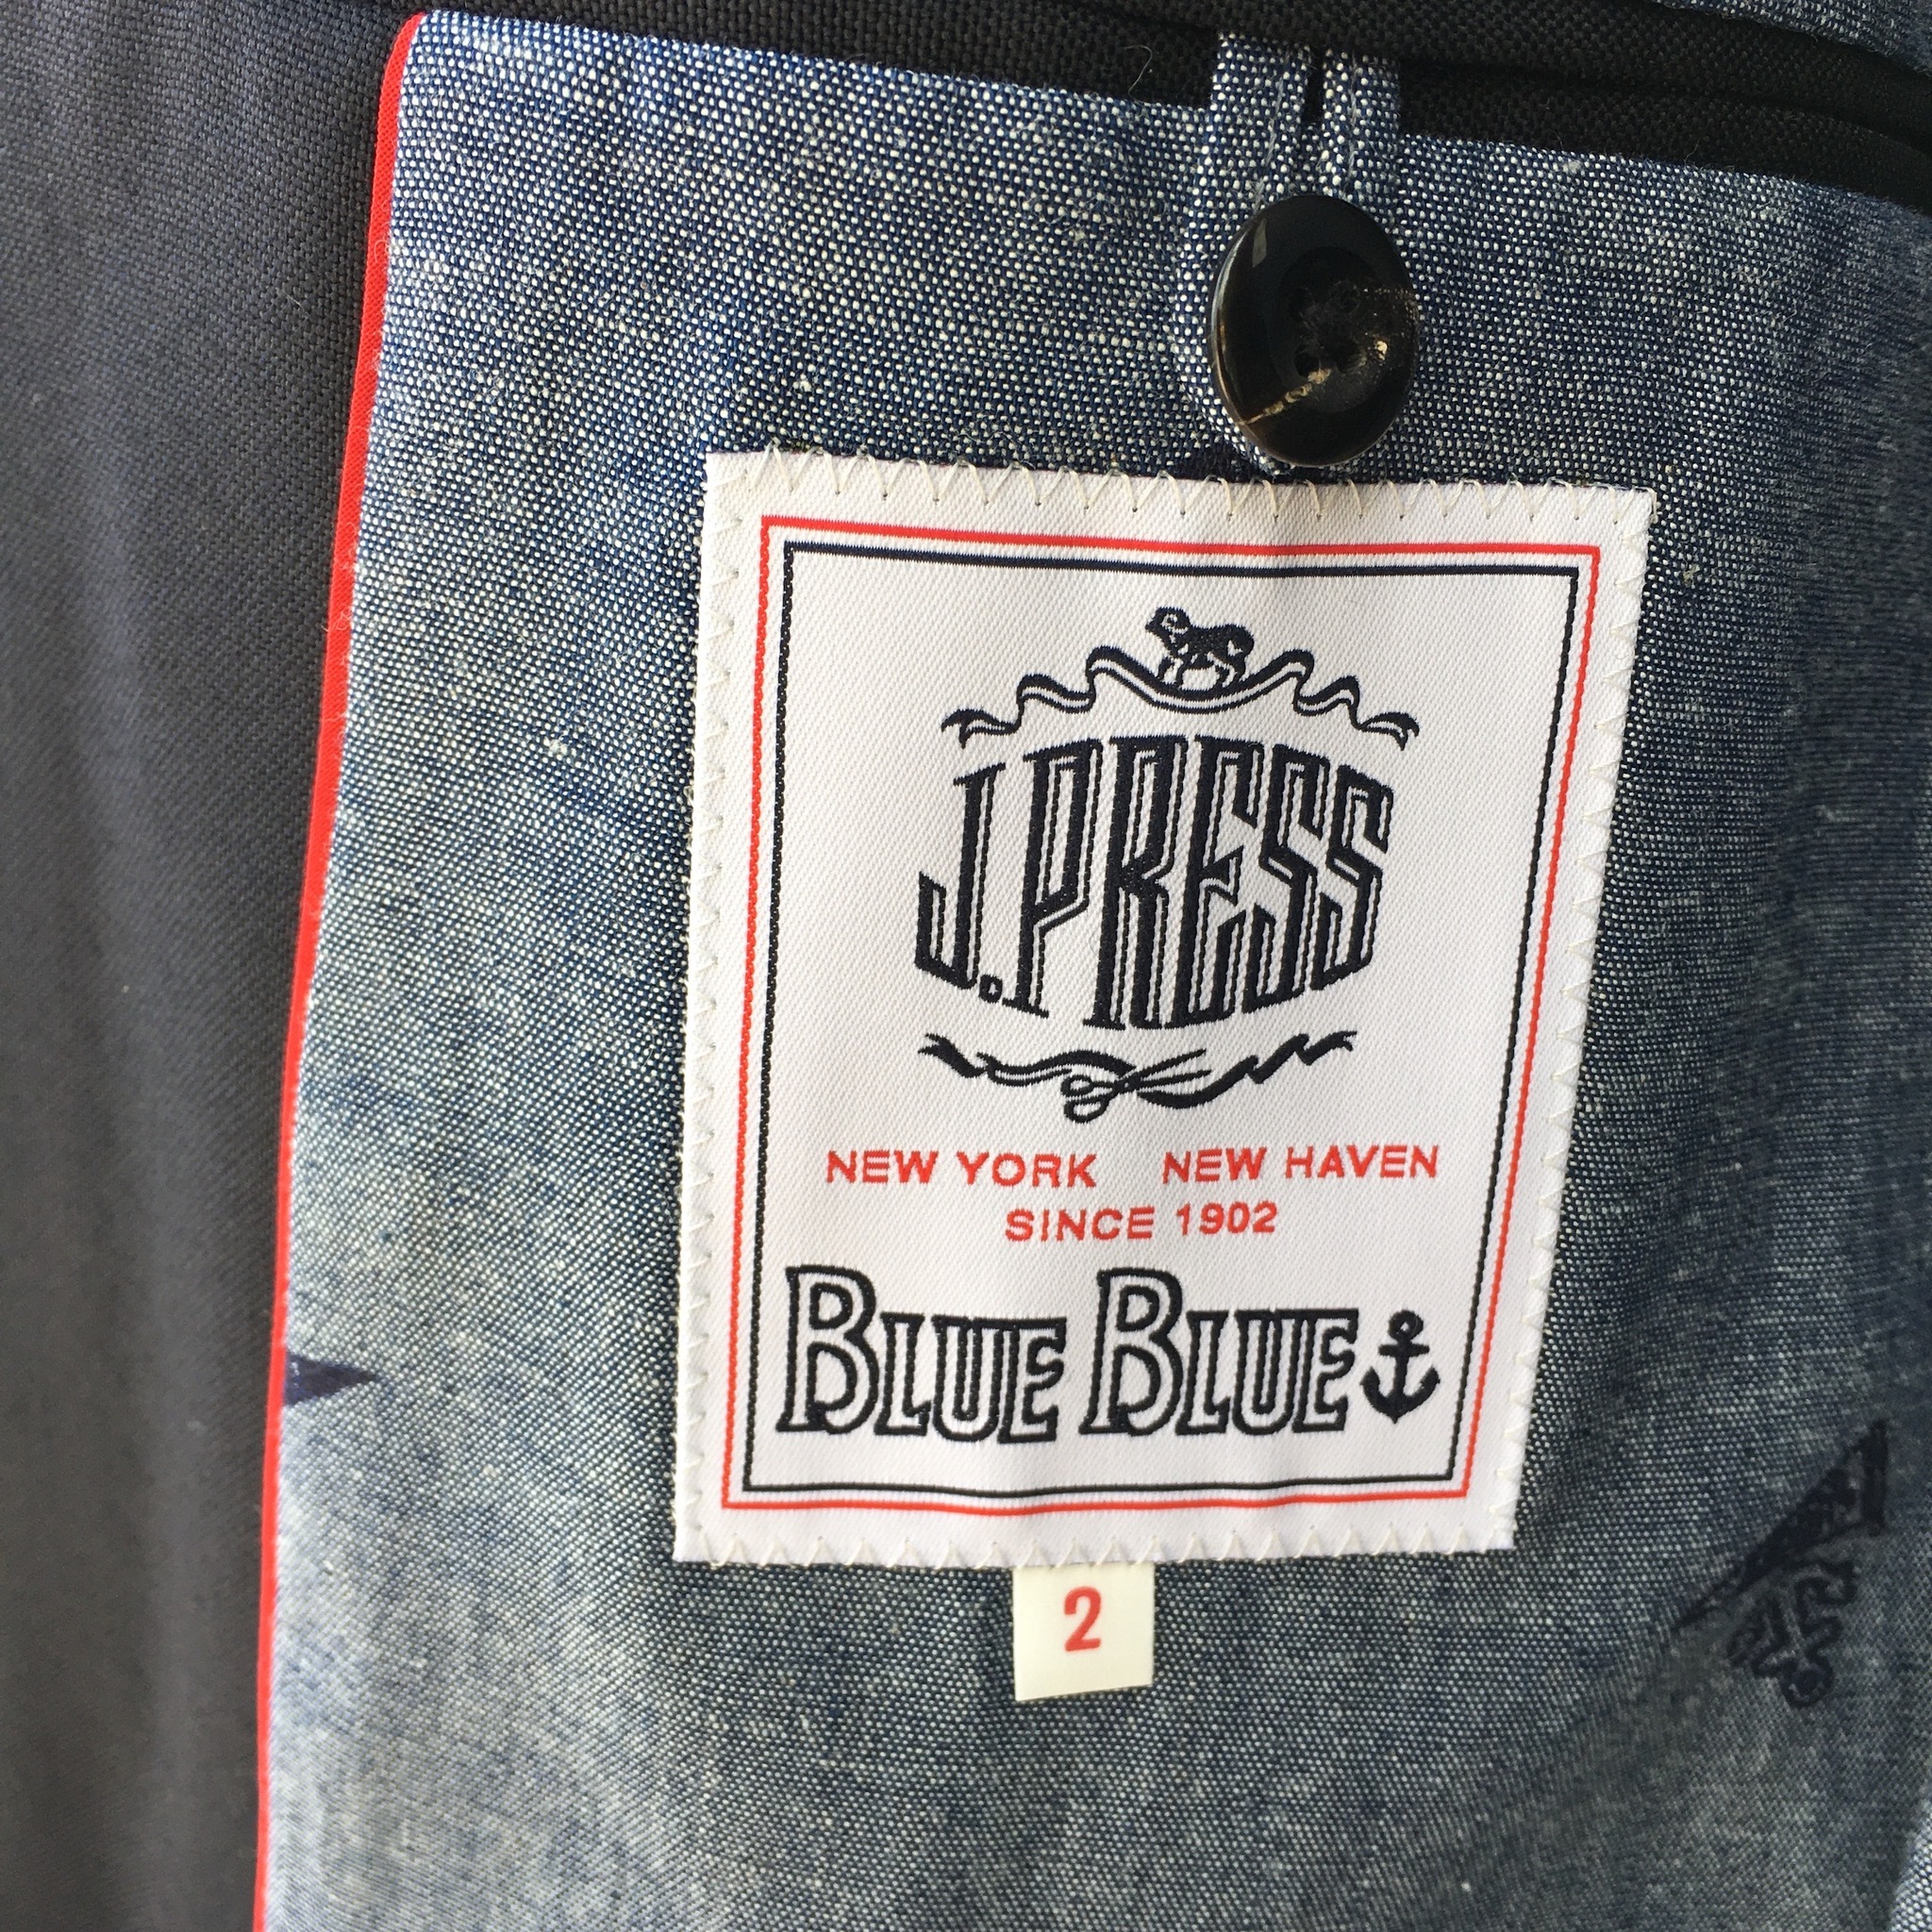 J.PRESS
NEW YORK NEW HAVEN
SINCE 1902
BLUE BLUE
2